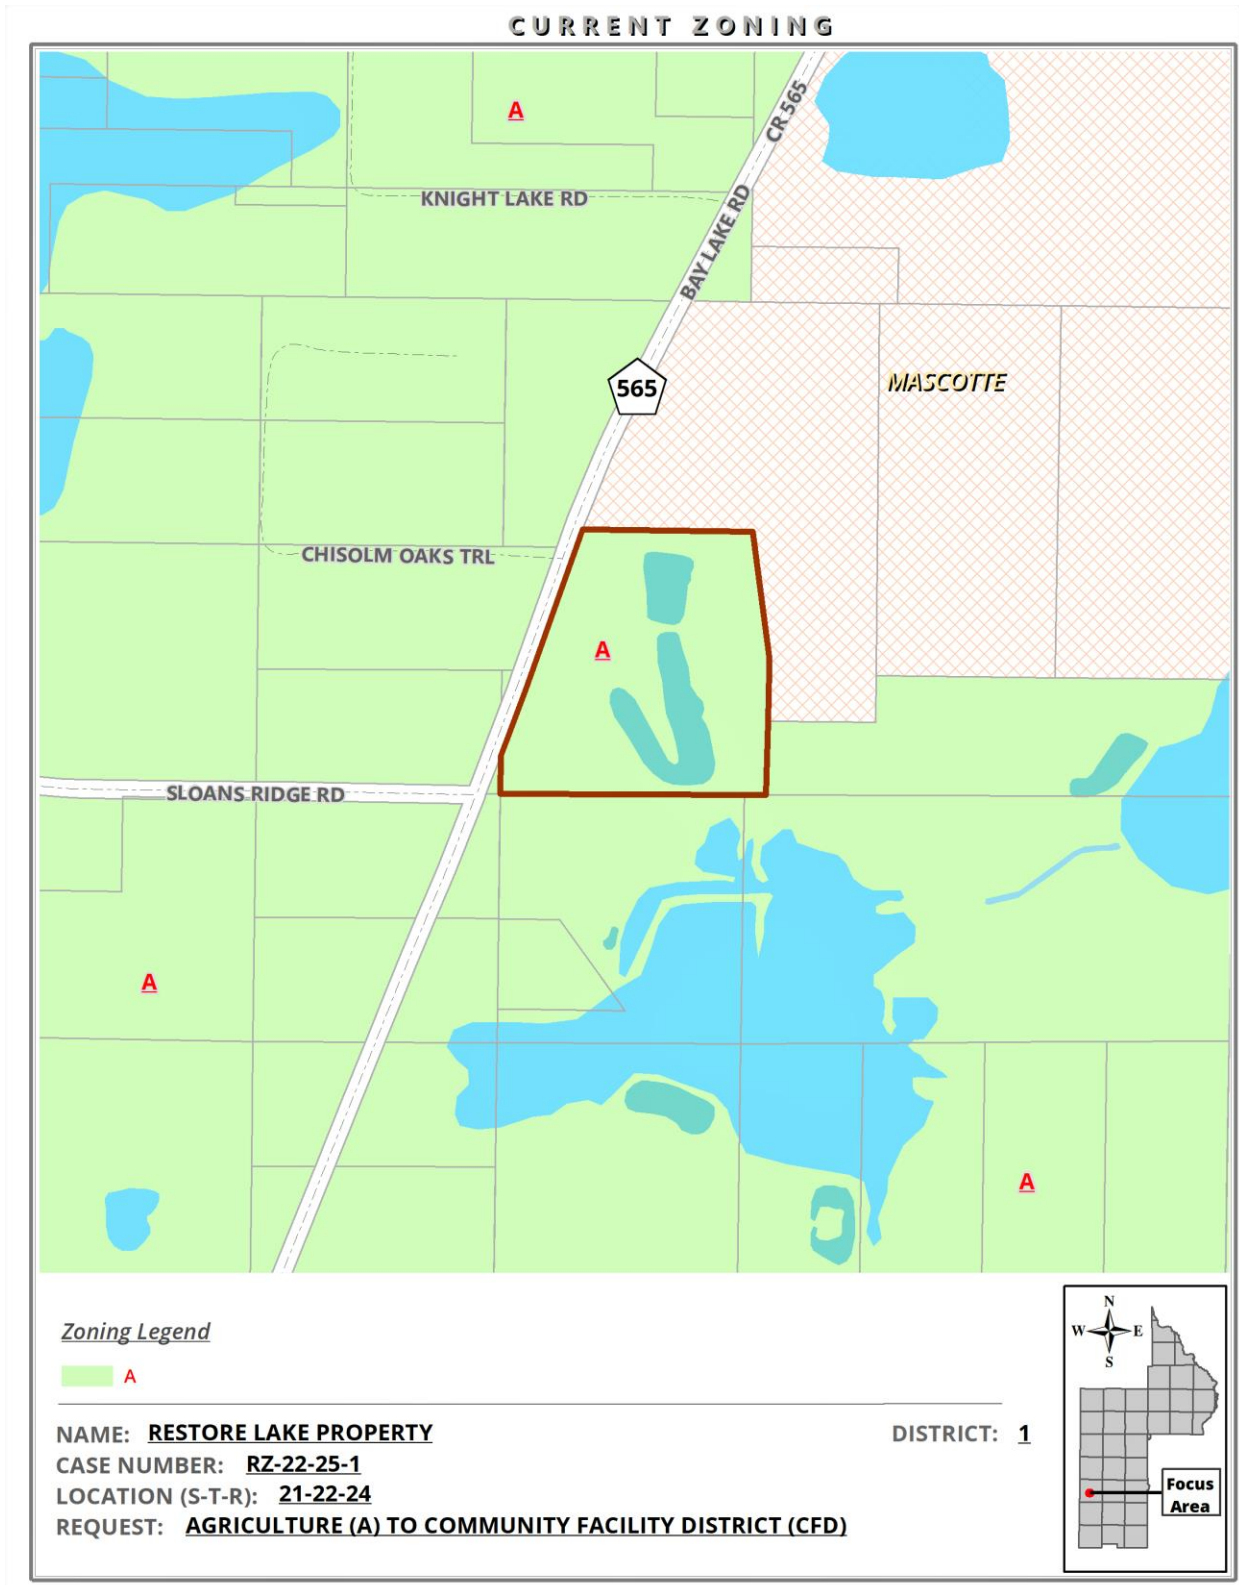 CURRENT ZONING
A
CR 565
KNIGHT LAKE RD
BAY LAKE RD
565
MASCOTTE
CHISOLM OAKS TRL
A
SLOANS RIDGE RD
A
A
Zoning Legend
A
N
W E
S
NAME: RESTORE LAKE PROPERTY
DISTRICT: 1
CASE NUMBER: RZ-22-25-1
LOCATION (S-T-R): 21-22-24
REQUEST: AGRICULTURE (A) TO COMMUNITY FACILITY DISTRICT (CFD)
Focus
Area